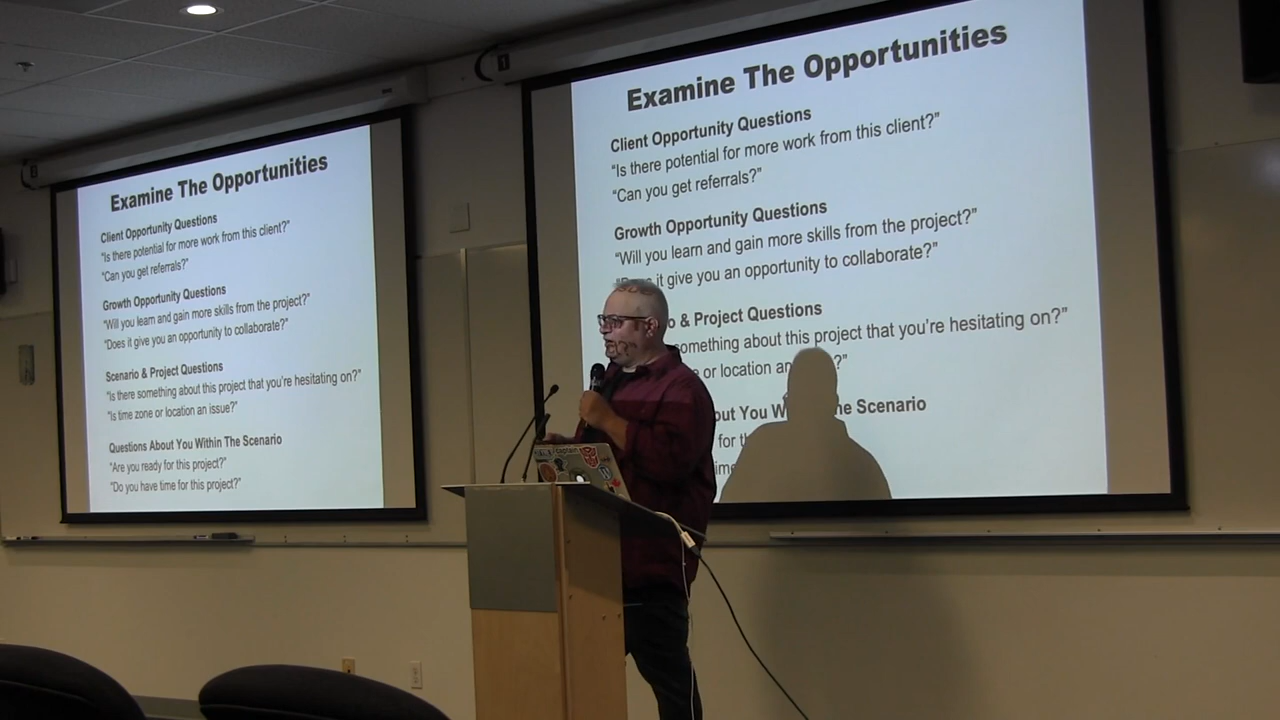 Examine The Opportunities
Client Opportunity Questions
“Is there potential for more work from this client?”
“Can you get referrals?”
Growth Opportunity Questions
“Will you learn and gain more skills from the project?”
“Does it give you an opportunity to collaborate?”
Scenario & Project Questions
“Is there something about this project that you’re hesitating on?”
“Is time zone or location an issue?”
Questions About You Within The Scenario
“Are you ready for this project?”
“Do you have time for this project?”
Examine The Opportunities
Client Opportunity Questions
“Is there potential for more work from this client?”
“Can you get referrals?”
Growth Opportunity Questions
“Will you learn and gain more skills from the project?”
it give you an opportunity to collaborate?”
& Project Questions
something about this project that you’re hesitating on?”
or location
You
Scenario
for